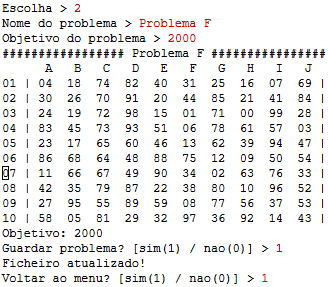 Escolha > 2
Nome do problema > Problema F
Objetivo do problema > 2000
################# Problema F ################
A B C D E F G H I J
01 | 04 18 74 82 40 31 25 16 07 69 |
02 | 30 26 70 91 20 44 85 21 41 84 |
03 | 24 19 72 98 15 01 71 00 99 28 |
04 | 83 45 73 93 51 06 78 61 57 03 |
05 | 23 17 65 60 46 13 62 39 94 47 |
06 | 86 68 64 48 88 75 12 09 50 54 |
07 | 11 66 67 49 90 34 02 63 76 33 |
08 | 42 35 79 87 22 38 80 10 96 52 |
09 | 27 95 55 89 59 08 77 56 37 53 |
10 | 58 05 81 29 32 97 36 92 14 43 |
Objetivo: 2000
Guardar problema? [sim(1) / nao(0)] > 1
Ficheiro atualizado!
Voltar ao menu? [sim(1) / nao(0)] > 1